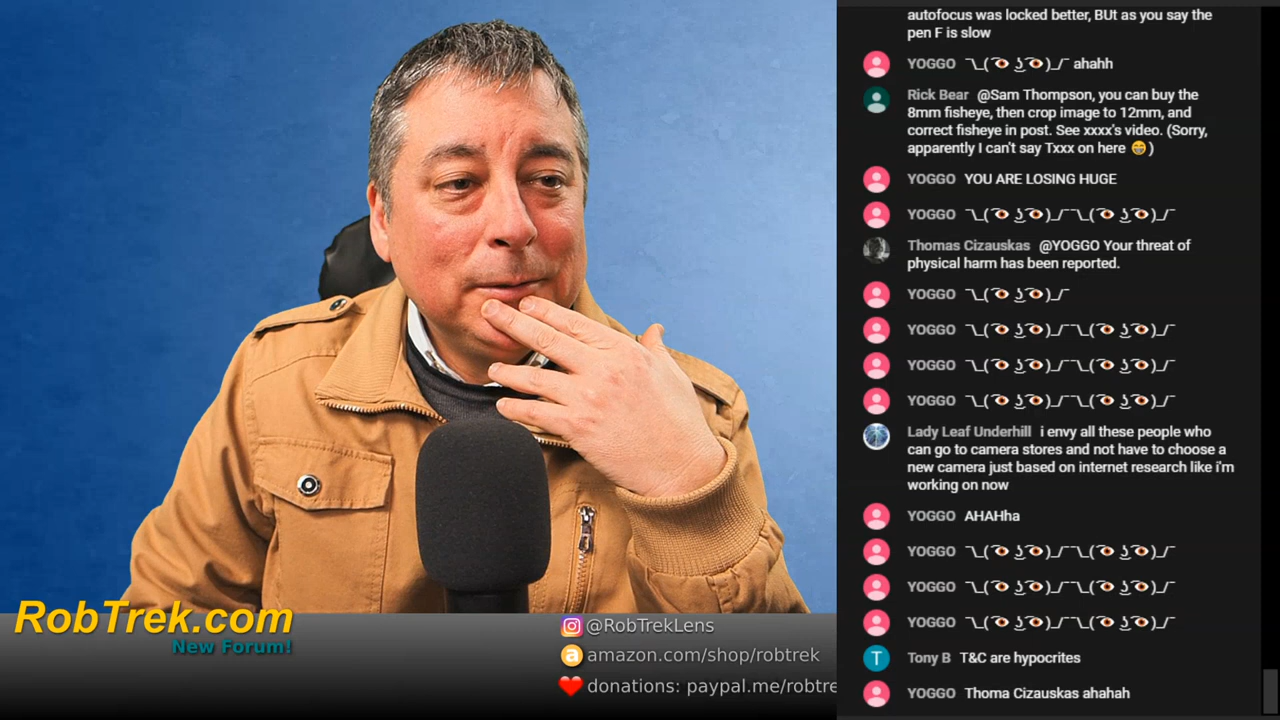 RobTrek.com
New Forum!
@RobTrekLens
amazon.com/shop/robtrek
donations: paypal.me/robtre
autofocus was locked better, BUt as you say the
pen F is slow
YOGGO ¯\_(👁 ͜ʖ👁)_/¯ ahahh
Rick Bear @Sam Thompson, you can buy the
8mm fisheye, then crop image to 12mm, and
correct fisheye in post. See xxxx's video. (Sorry,
apparently I can't say Txxx on here 😁)
YOGGO YOU ARE LOSING HUGE
YOGGO ¯\_(👁 ͜ʖ👁)_/¯¯\_(👁 ͜ʖ👁)_/¯
Thomas Cizauskas @YOGGO Your threat of
physical harm has been reported.
YOGGO ¯\_(👁 ͜ʖ👁)_/¯
YOGGO ¯\_(👁 ͜ʖ👁)_/¯¯\_(👁 ͜ʖ👁)_/¯
YOGGO ¯\_(👁 ͜ʖ👁)_/¯¯\_(👁 ͜ʖ👁)_/¯
YOGGO ¯\_(👁 ͜ʖ👁)_/¯¯\_(👁 ͜ʖ👁)_/¯
Lady Leaf Underhill i envy all these people who
can go to camera stores and not have to choose a
new camera just based on internet research like i'm
working on now
YOGGO AHAHha
YOGGO ¯\_(👁 ͜ʖ👁)_/¯¯\_(👁 ͜ʖ👁)_/¯
YOGGO ¯\_(👁 ͜ʖ👁)_/¯¯\_(👁 ͜ʖ👁)_/¯
YOGGO ¯\_(👁 ͜ʖ👁)_/¯¯\_(👁 ͜ʖ👁)_/¯
T Tony B T&C are hypocrites
YOGGO Thoma Cizauskas ahahah